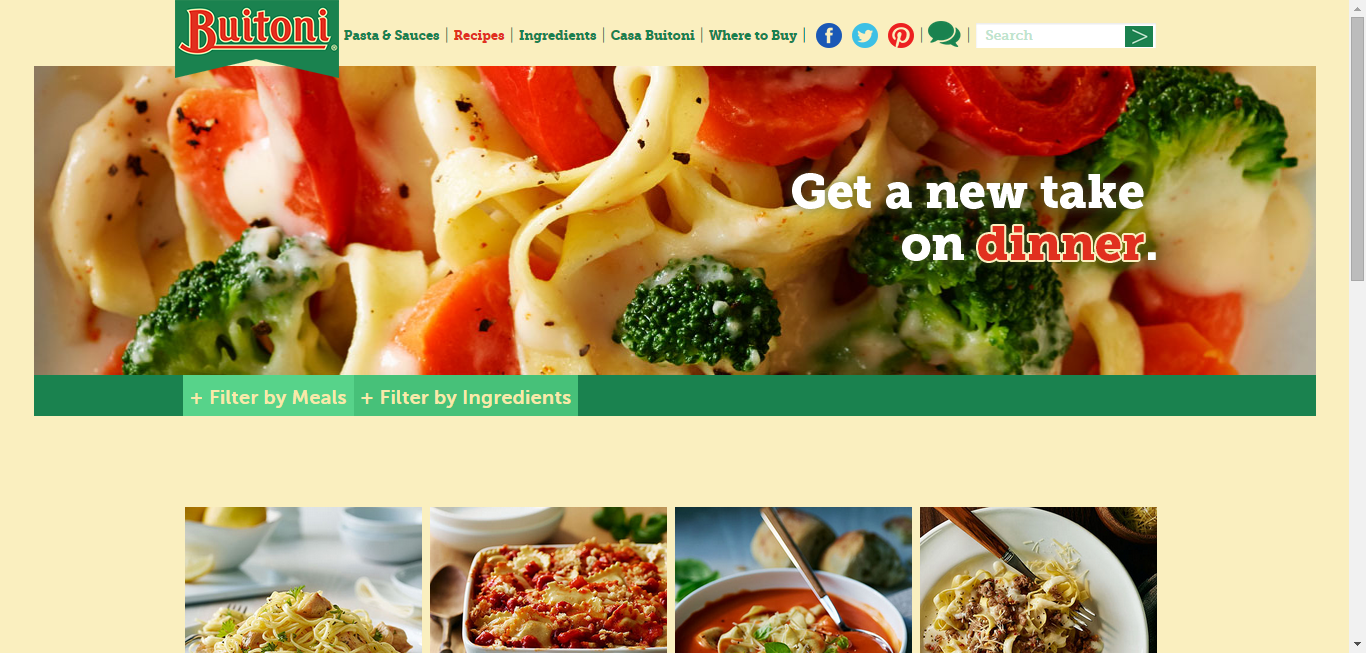 Buitoni®
Pasta & Sauces | Recipes | Ingredients | Casa Buitoni | Where to Buy |
Search >
Get a new take
on dinner.
+ Filter by Meals + Filter by Ingredients